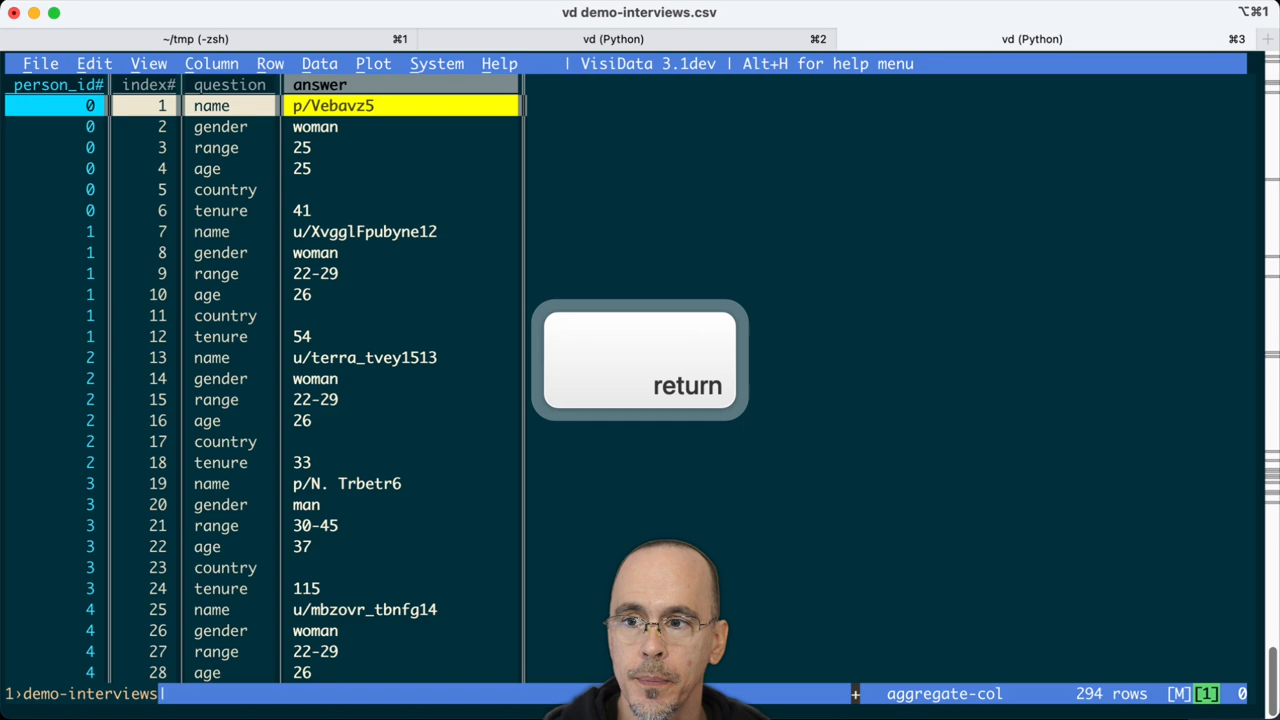 vd demo-interviews.csv
⌥⌘1
~/tmp (-zsh) ⌘1 vd (Python) ⌘2 vd (Python) ⌘3 +
File Edit View Column Row Data Plot System Help | VisiData 3.1dev | Alt+H for help menu
person_id# index# question answer
0 1 name p/Vebavz5
0 2 gender woman
0 3 range 25
0 4 age 25
0 5 country
0 6 tenure 41
1 7 name u/XvgglFpubyne12
1 8 gender woman
1 9 range 22-29
1 10 age 26
1 11 country
1 12 tenure 54
2 13 name u/terra_tvey1513
2 14 gender woman
2 15 range 22-29
2 16 age 26
2 17 country
2 18 tenure 33
3 19 name p/N. Trbetr6
3 20 gender man
3 21 range 30-45
3 22 age 37
3 23 country
3 24 tenure 115
4 25 name u/mbzovr_tbnfg14
4 26 gender woman
4 27 range 22-29
4 28 age 26
return
1›demo-interviews| + aggregate-col 294 rows [M][1] 0